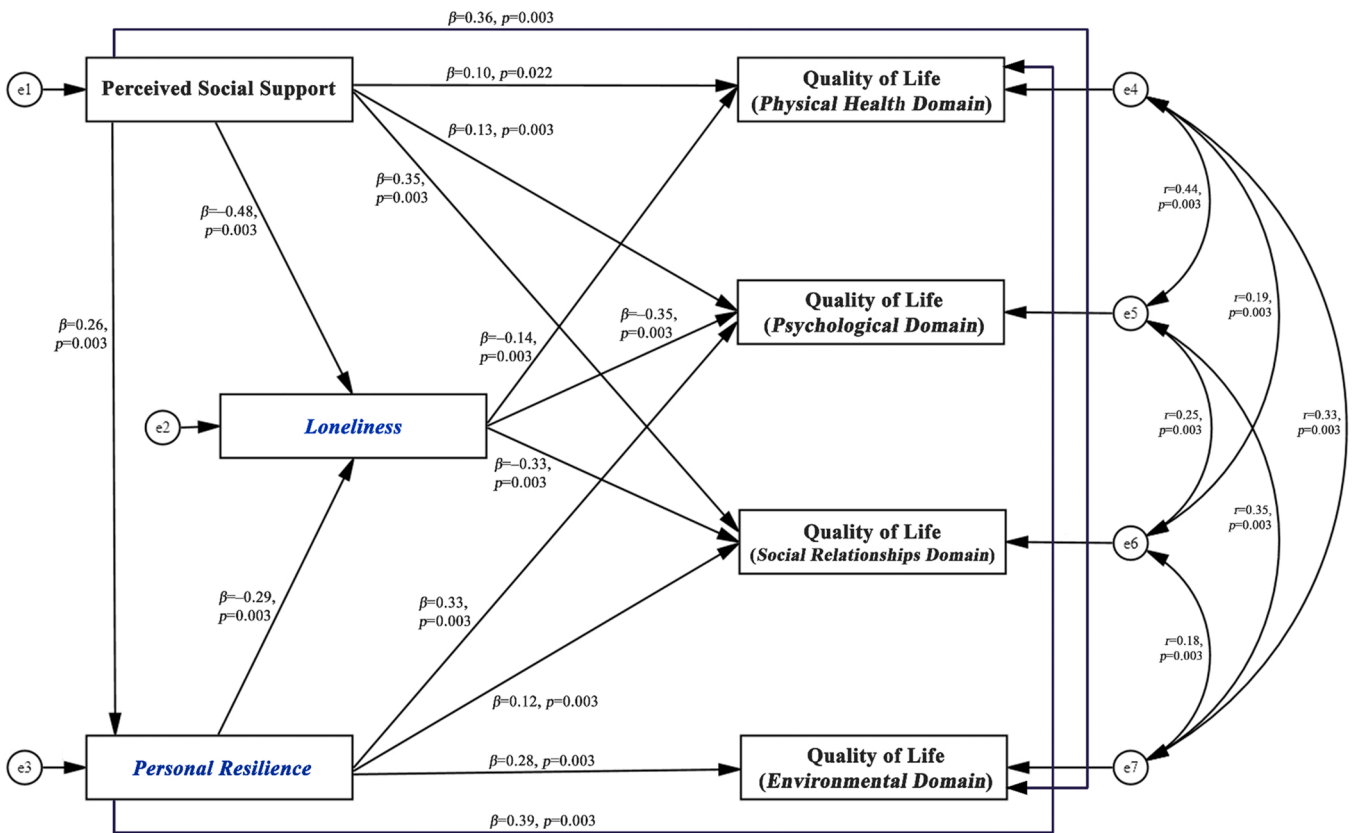 β=0.36, p=0.003
e1
Perceived Social Support
β=0.10, p=0.022
Quality of Life
(Physical Health Domain)
e4
β=0.13, p=0.003
β=0.35,
p=0.003
r=0.44,
p=0.003
β=–0.48,
p=0.003
β=0.26,
p=0.003
Quality of Life
(Psychological Domain)
e5
r=0.19,
p=0.003
β=–0.35,
p=0.003
β=–0.14,
p=0.003
e2
Loneliness
r=0.25,
p=0.003
r=0.33,
p=0.003
β=–0.33,
p=0.003
Quality of Life
(Social Relationships Domain)
e6
r=0.35,
p=0.003
β=–0.29,
p=0.003
β=0.33,
p=0.003
r=0.18,
p=0.003
β=0.12, p=0.003
e3
Personal Resilience
β=0.28, p=0.003
Quality of Life
(Environmental Domain)
e7
β=0.39, p=0.003